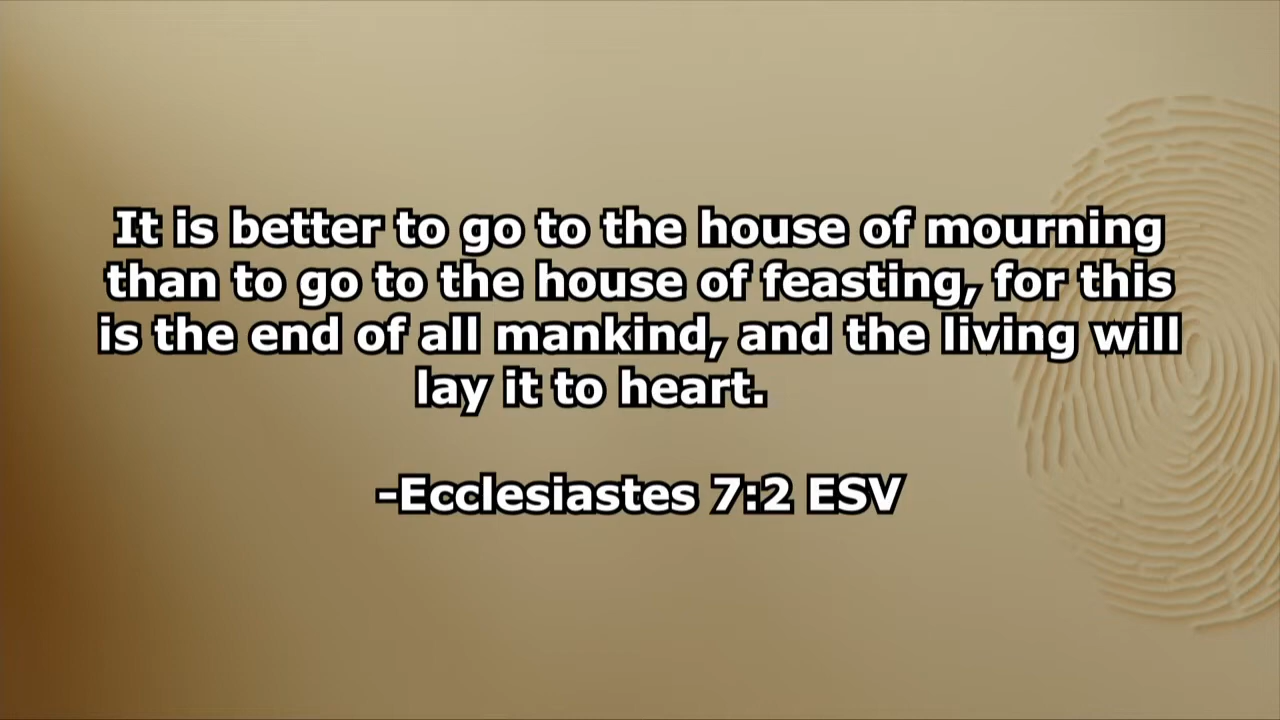 It is better to go to the house of mourning
than to go to the house of feasting, for this
is the end of all mankind, and the living will
lay it to heart.
-Ecclesiastes 7:2 ESV